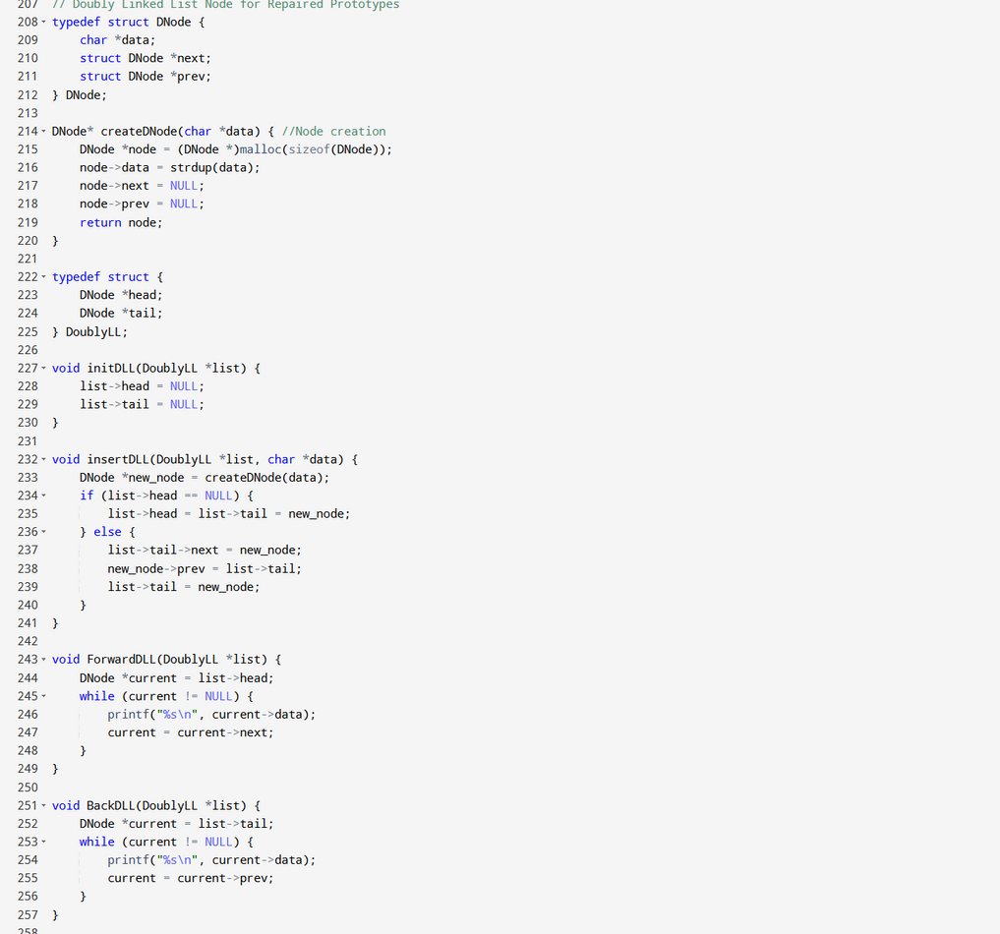 207 // Doubly Linked List Node for Repaired Prototypes
208 typedef struct DNode {
209     char *data;
210     struct DNode *next;
211     struct DNode *prev;
212 } DNode;
213
214 DNode* createDNode(char *data) { //Node creation
215     DNode *node = (DNode *)malloc(sizeof(DNode));
216     node->data = strdup(data);
217     node->next = NULL;
218     node->prev = NULL;
219     return node;
220 }
221
222 typedef struct {
223     DNode *head;
224     DNode *tail;
225 } DoublyLL;
226
227 void initDLL(DoublyLL *list) {
228     list->head = NULL;
229     list->tail = NULL;
230 }
231
232 void insertDLL(DoublyLL *list, char *data) {
233     DNode *new_node = createDNode(data);
234     if (list->head == NULL) {
235         list->head = list->tail = new_node;
236     } else {
237         list->tail->next = new_node;
238         new_node->prev = list->tail;
239         list->tail = new_node;
240     }
241 }
242
243 void ForwardDLL(DoublyLL *list) {
244     DNode *current = list->head;
245     while (current != NULL) {
246         printf("%s\n", current->data);
247         current = current->next;
248     }
249 }
250
251 void BackDLL(DoublyLL *list) {
252     DNode *current = list->tail;
253     while (current != NULL) {
254         printf("%s\n", current->data);
255         current = current->prev;
256     }
257 }
258